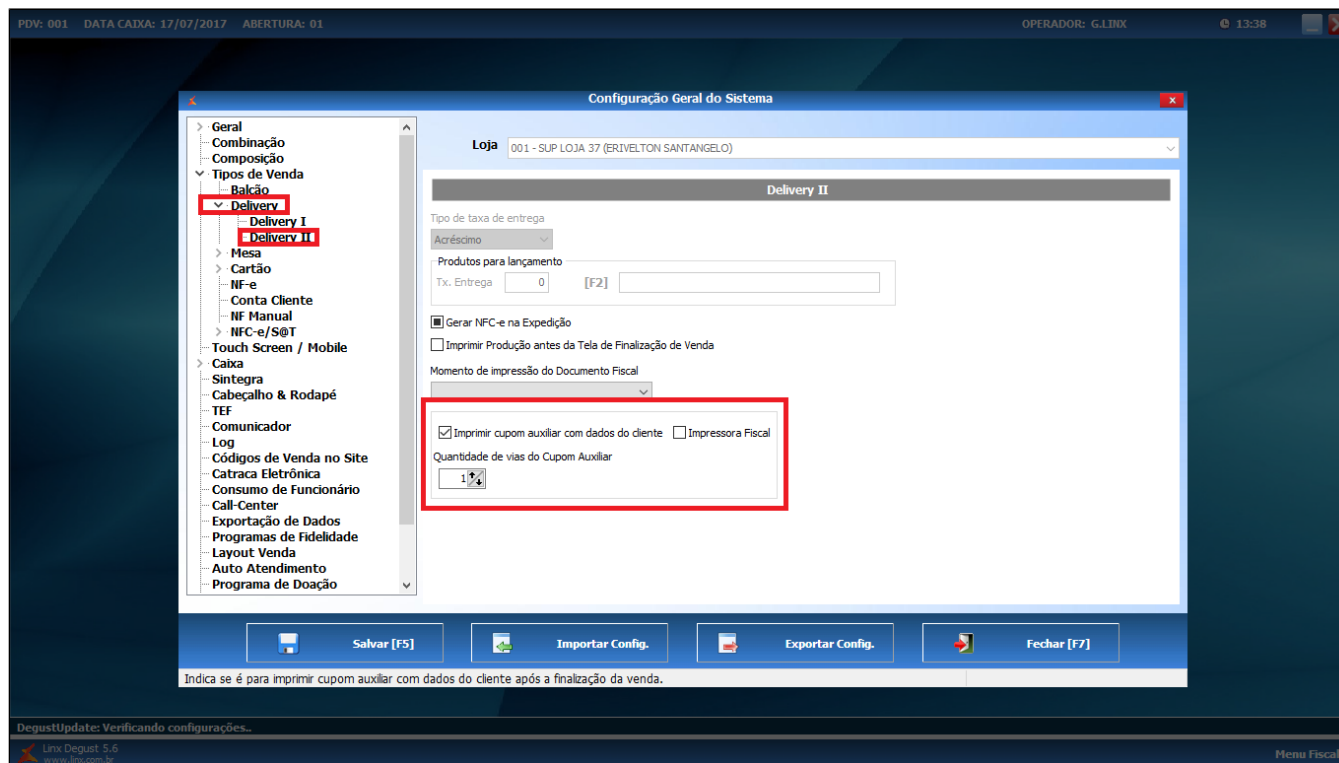 PDV: 001 DATA CAIXA: 17/07/2017 ABERTURA: 01 OPERADOR: G.LINX 13:38
Configuração Geral do Sistema
Geral
Combinação
Composição
Tipos de Venda
Balcão
Delivery
Delivery I
Delivery II
Mesa
Cartão
NF-e
Conta Cliente
NF Manual
NFC-e/S@T
Touch Screen / Mobile
Caixa
Sintegra
Cabeçalho & Rodapé
TEF
Comunicador
Log
Códigos de Venda no Site
Catraca Eletrônica
Consumo de Funcionário
Call-Center
Exportação de Dados
Programas de Fidelidade
Layout Venda
Auto Atendimento
Programa de Doação
Loja 001 - SUP LOJA 37 (ERIVELTON SANTANGELO)
Delivery II
Tipo de taxa de entrega
Acréscimo
Produtos para lançamento
Tx. Entrega 0 [F2]
Gerar NFC-e na Expedição
Imprimir Produção antes da Tela de Finalização de Venda
Momento de impressão do Documento Fiscal
Imprimir cupom auxiliar com dados do cliente Impressora Fiscal
Quantidade de vias do Cupom Auxiliar
1
Salvar [F5] Importar Config. Exportar Config. Fechar [F7]
Indica se é para imprimir cupom auxiliar com dados do cliente após a finalização da venda.
DegustUpdate: Verificando configurações..
Linx Degust 5.6
www.linx.com.br
Menu Fiscal